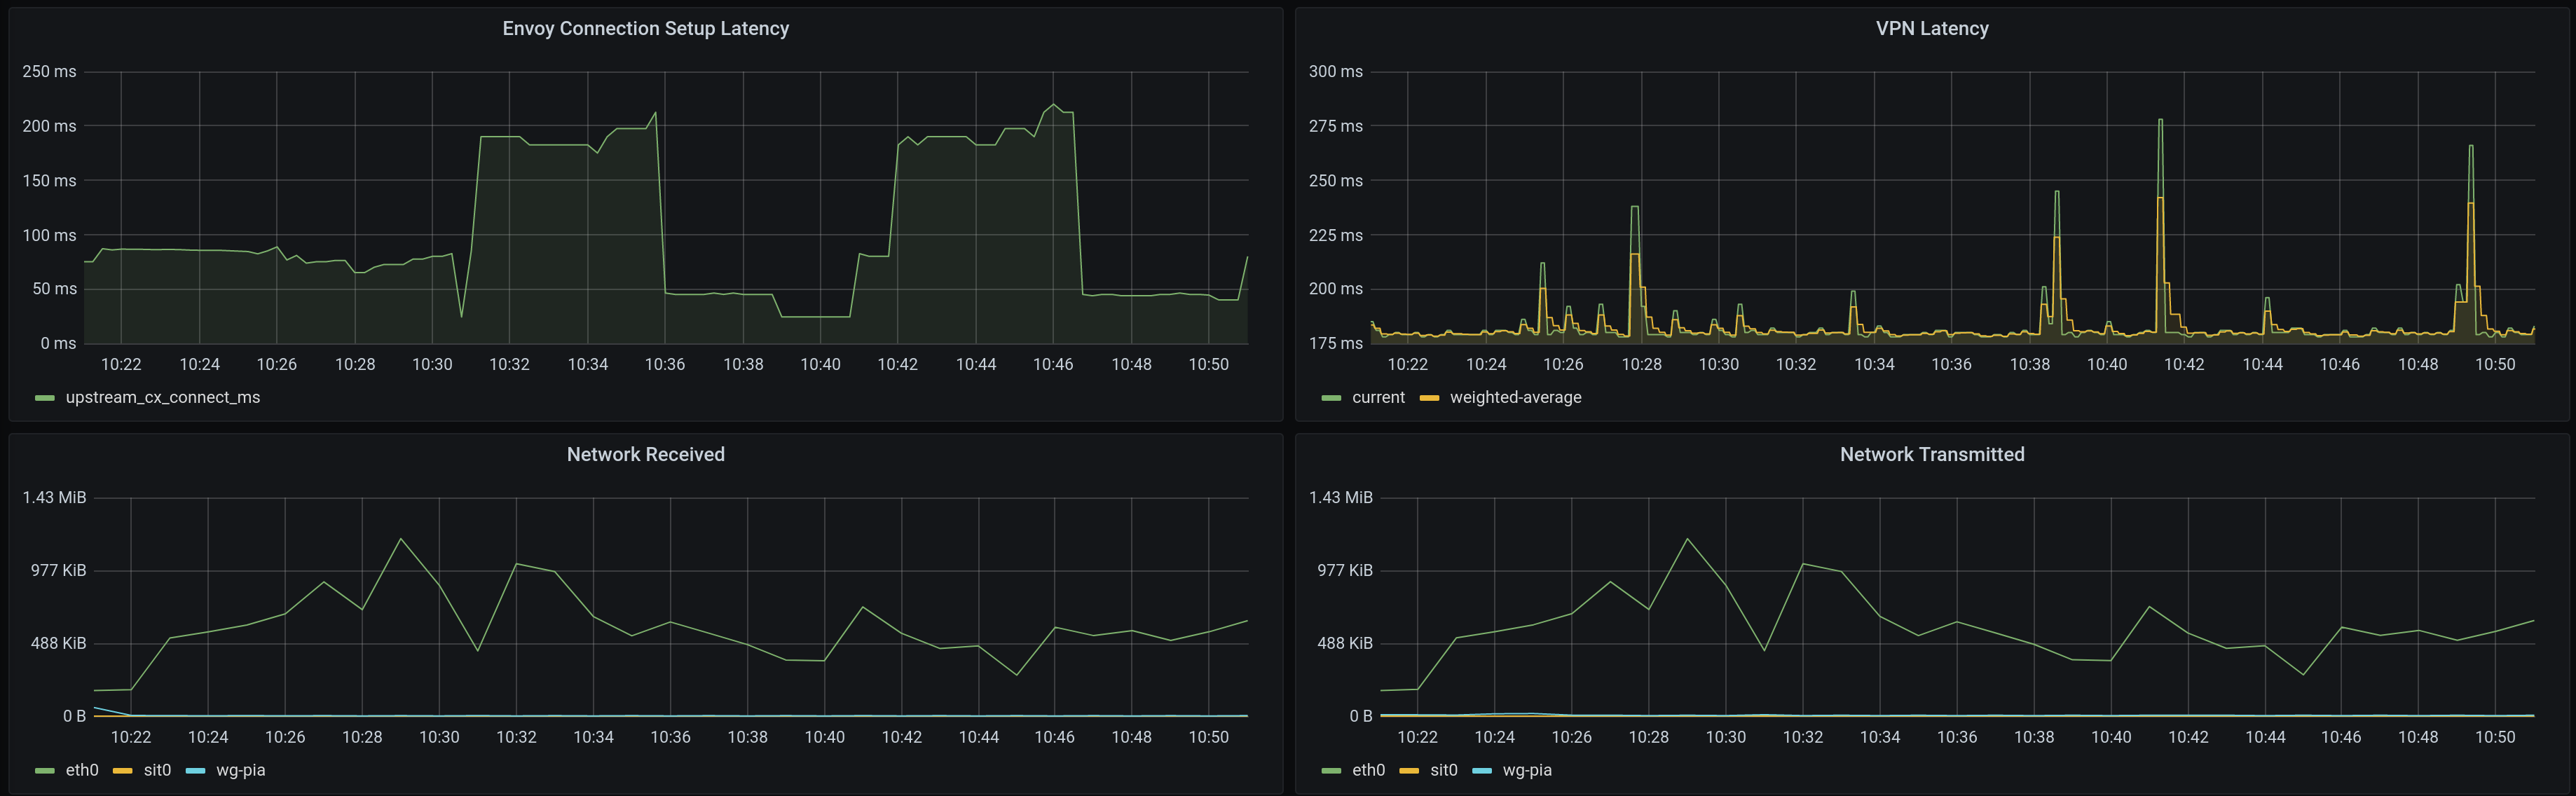 Envoy Connection Setup Latency
250 ms
200 ms
150 ms
100 ms
50 ms
0 ms
10:22 10:24 10:26 10:28 10:30 10:32 10:34 10:36 10:38 10:40 10:42 10:44 10:46 10:48 10:50
upstream_cx_connect_ms
VPN Latency
300 ms
275 ms
250 ms
225 ms
200 ms
175 ms
10:22 10:24 10:26 10:28 10:30 10:32 10:34 10:36 10:38 10:40 10:42 10:44 10:46 10:48 10:50
current weighted-average
Network Received
1.43 MiB
977 KiB
488 KiB
0 B
10:22 10:24 10:26 10:28 10:30 10:32 10:34 10:36 10:38 10:40 10:42 10:44 10:46 10:48 10:50
eth0 sit0 wg-pia
Network Transmitted
1.43 MiB
977 KiB
488 KiB
0 B
10:22 10:24 10:26 10:28 10:30 10:32 10:34 10:36 10:38 10:40 10:42 10:44 10:46 10:48 10:50
eth0 sit0 wg-pia